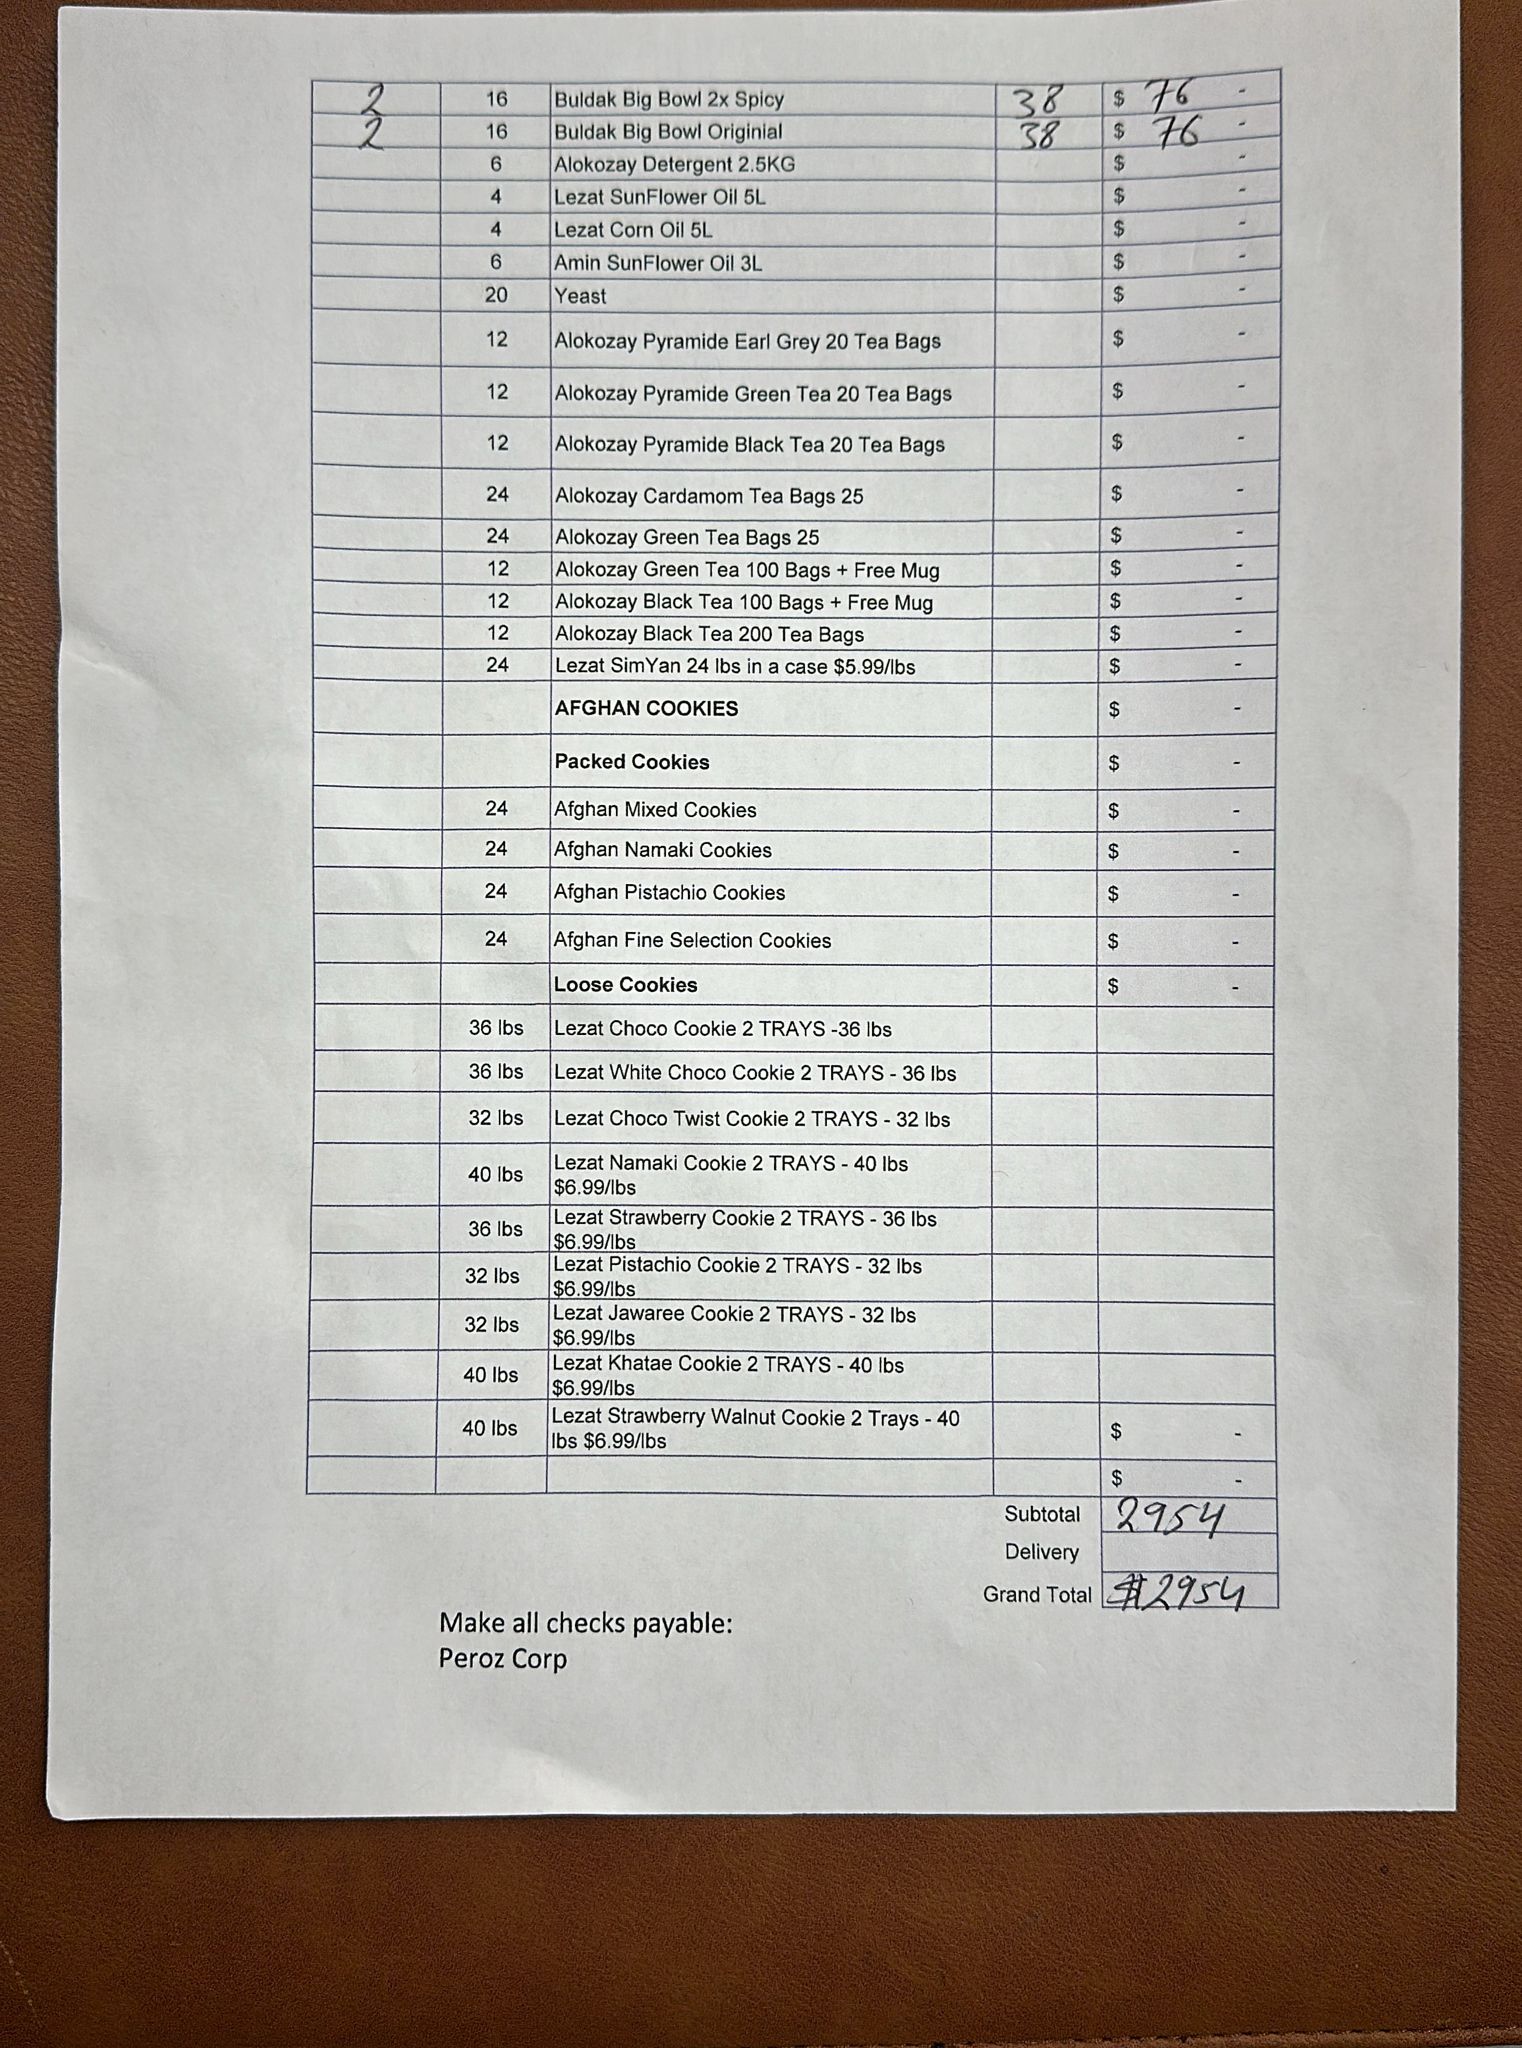 2 16 Buldak Big Bowl 2x Spicy 38 $ 76 -
2 16 Buldak Big Bowl Originial 38 $ 76 -
6 Alokozay Detergent 2.5KG $ -
4 Lezat SunFlower Oil 5L $ -
4 Lezat Corn Oil 5L $ -
6 Amin SunFlower Oil 3L $ -
20 Yeast $ -
12 Alokozay Pyramide Earl Grey 20 Tea Bags $ -
12 Alokozay Pyramide Green Tea 20 Tea Bags $ -
12 Alokozay Pyramide Black Tea 20 Tea Bags $ -
24 Alokozay Cardamom Tea Bags 25 $ -
24 Alokozay Green Tea Bags 25 $ -
12 Alokozay Green Tea 100 Bags + Free Mug $ -
12 Alokozay Black Tea 100 Bags + Free Mug $ -
12 Alokozay Black Tea 200 Tea Bags $ -
24 Lezat SimYan 24 lbs in a case $5.99/lbs $ -
AFGHAN COOKIES $ -
Packed Cookies $ -
24 Afghan Mixed Cookies $ -
24 Afghan Namaki Cookies $ -
24 Afghan Pistachio Cookies $ -
24 Afghan Fine Selection Cookies $ -
Loose Cookies $ -
36 lbs Lezat Choco Cookie 2 TRAYS -36 lbs
36 lbs Lezat White Choco Cookie 2 TRAYS - 36 lbs
32 lbs Lezat Choco Twist Cookie 2 TRAYS - 32 lbs
40 lbs Lezat Namaki Cookie 2 TRAYS - 40 lbs
$6.99/lbs
36 lbs Lezat Strawberry Cookie 2 TRAYS - 36 lbs
$6.99/lbs
32 lbs Lezat Pistachio Cookie 2 TRAYS - 32 lbs
$6.99/lbs
32 lbs Lezat Jawaree Cookie 2 TRAYS - 32 lbs
$6.99/lbs
40 lbs Lezat Khatae Cookie 2 TRAYS - 40 lbs
$6.99/lbs
40 lbs Lezat Strawberry Walnut Cookie 2 Trays - 40
lbs $6.99/lbs $ -
$ -
Subtotal 2954
Delivery
Grand Total $2954
Make all checks payable:
Peroz Corp